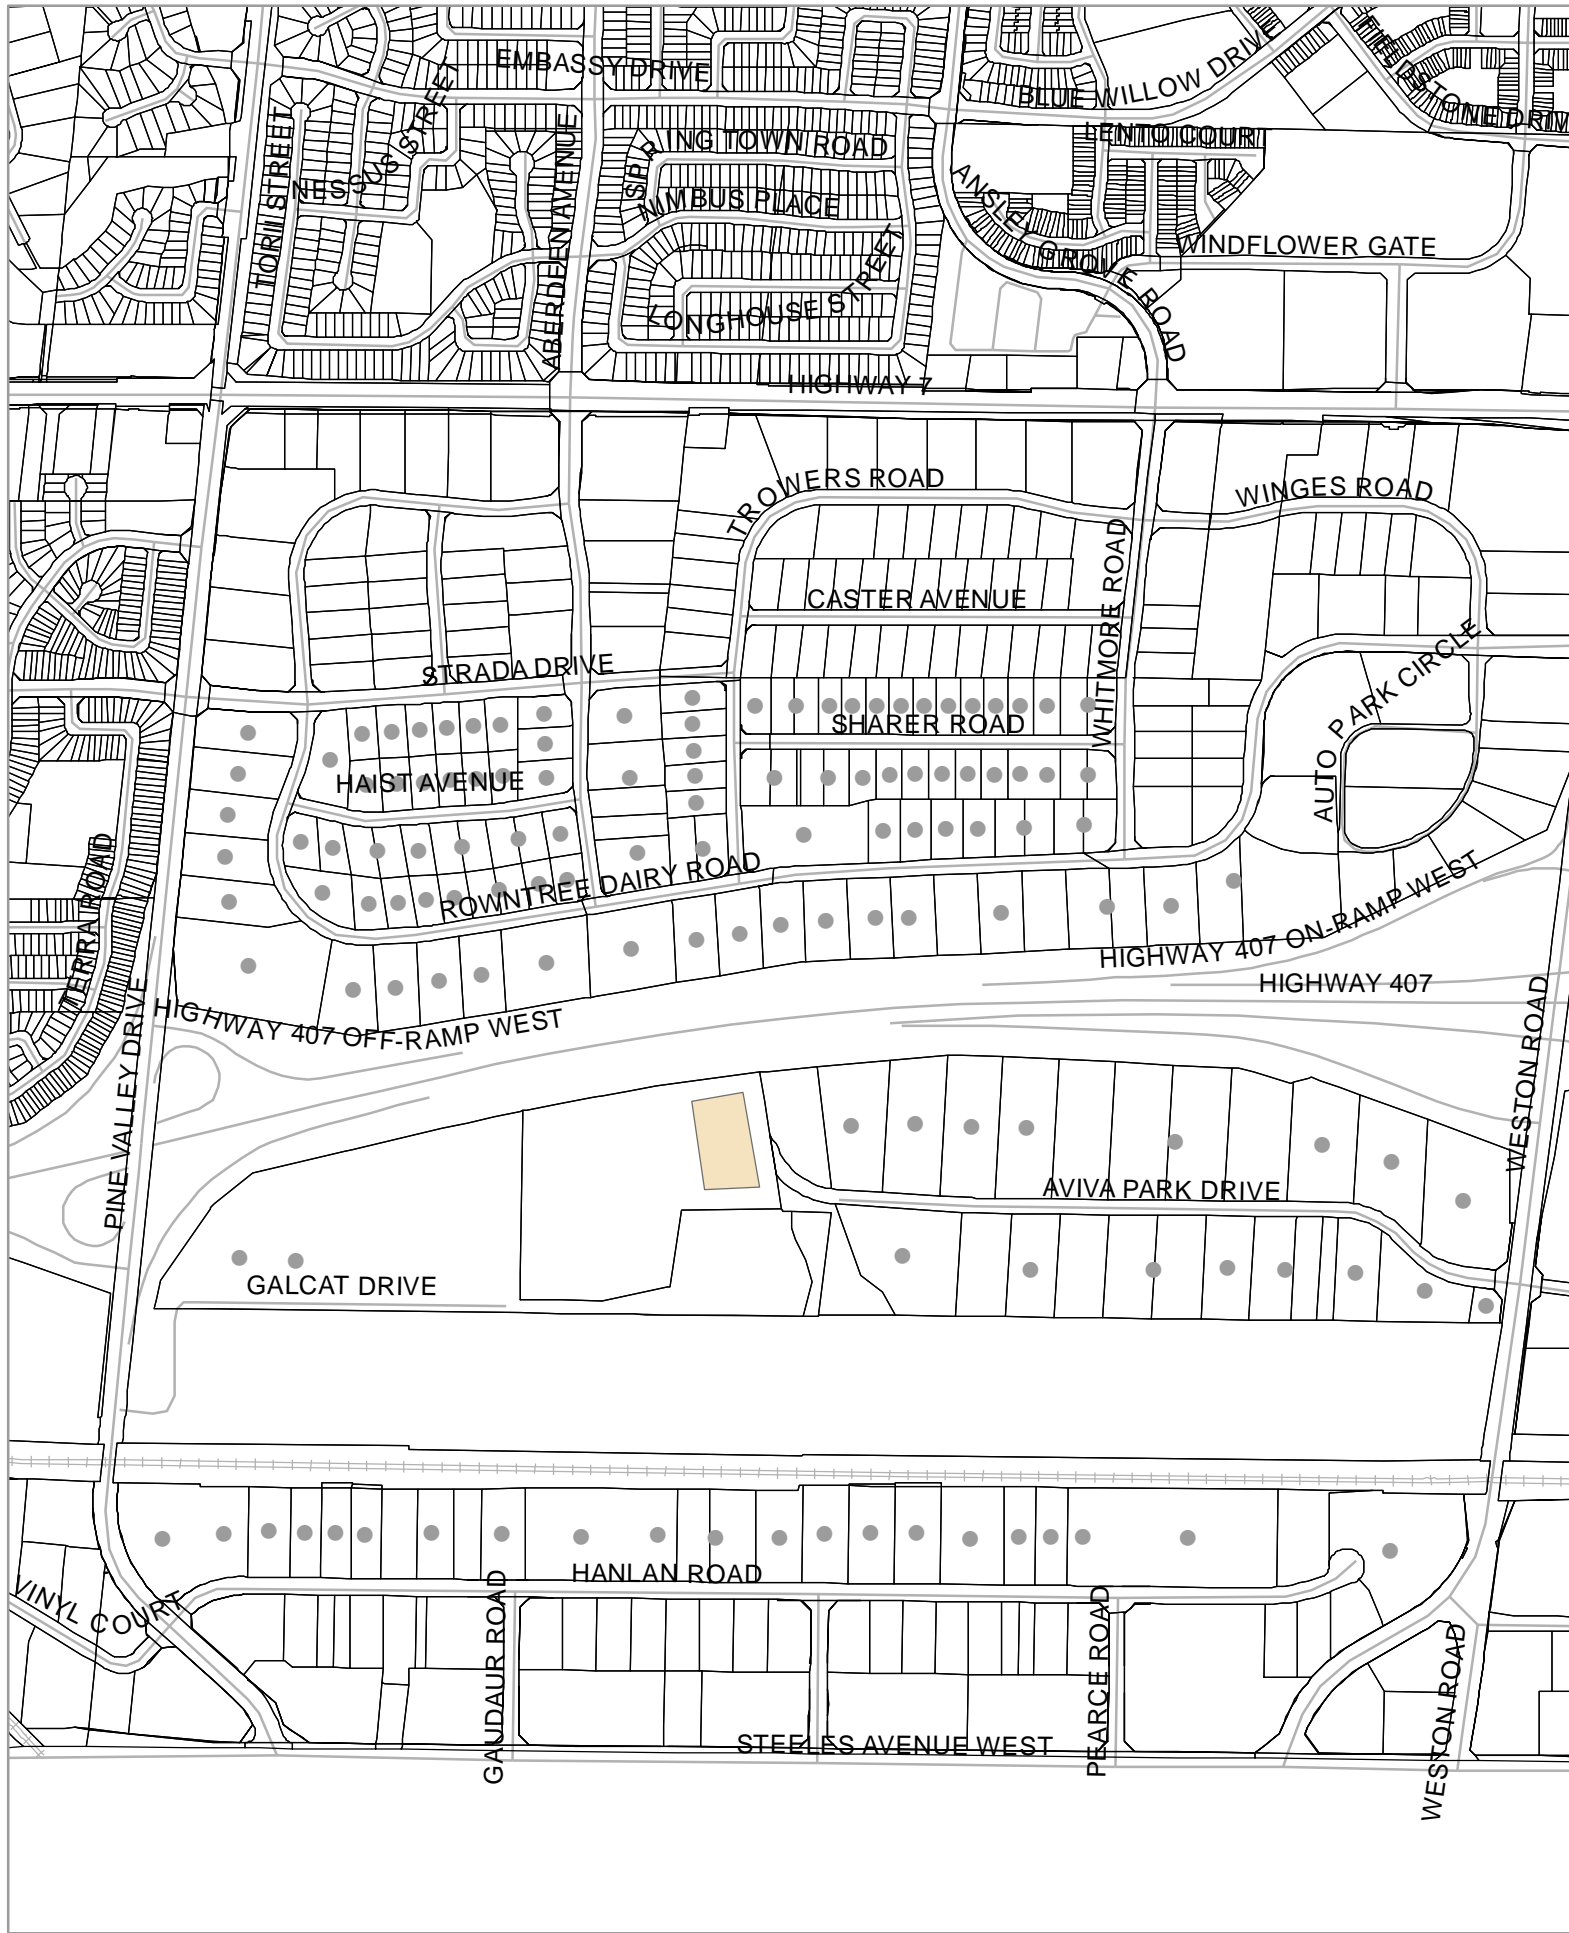 EMBASSY DRIVE
BLUE WILLOW DRIVE
FIELDSTONE DRIVE
TORII STREET
NESSUS STREET
ABERDEEN AVENUE
SPRING TOWN ROAD
LENTO COURT
NIMBUS PLACE
ANSLEY GROVE ROAD
WINDFLOWER GATE
LONGHOUSE STREET
HIGHWAY 7
TROWERS ROAD
WINGES ROAD
CASTER AVENUE
WHITMORE ROAD
STRADA DRIVE
SHARER ROAD
AUTO PARK CIRCLE
HAIST AVENUE
TERRA ROAD
ROWNTREE DAIRY ROAD
HIGHWAY 407 ON-RAMP WEST
HIGHWAY 407
HIGHWAY 407 OFF-RAMP WEST
PINE VALLEY DRIVE
WESTON ROAD
AVIVA PARK DRIVE
GALCAT DRIVE
HANLAN ROAD
VINYL COURT
GAUDAUR ROAD
PEARCE ROAD
WESTON ROAD
STEELES AVENUE WEST